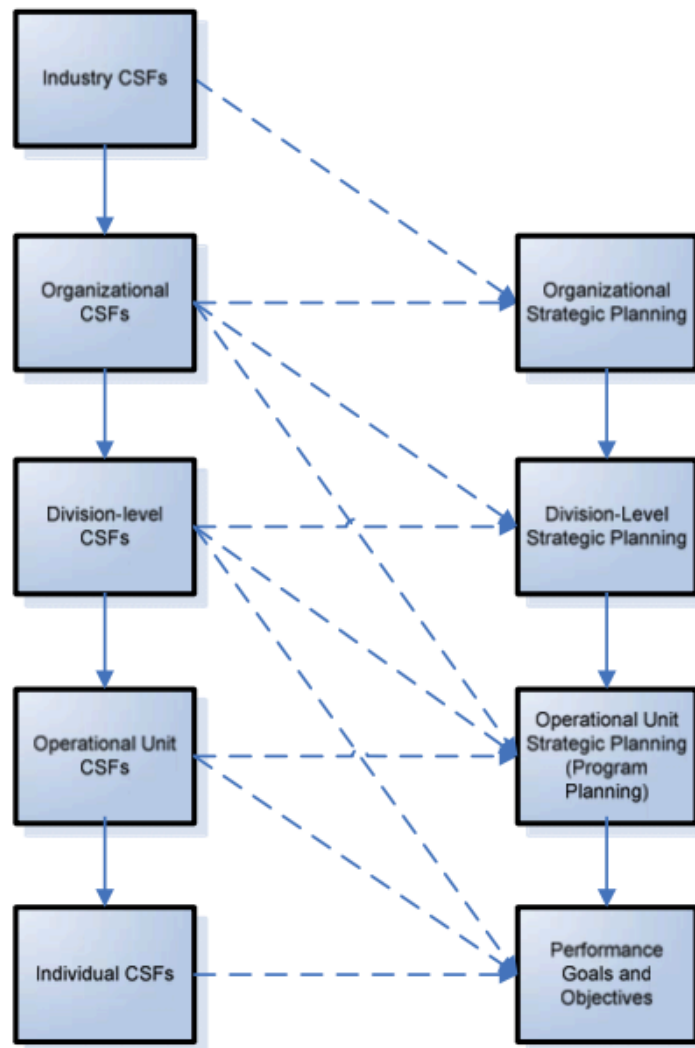 Industry CSFs
Organizational
CSFs
Organizational
Strategic Planning
Division-level
CSFs
Division-Level
Strategic Planning
Operational Unit
CSFs
Operational Unit
Strategic Planning
(Program
Planning)
Individual CSFs
Performance
Goals and
Objectives